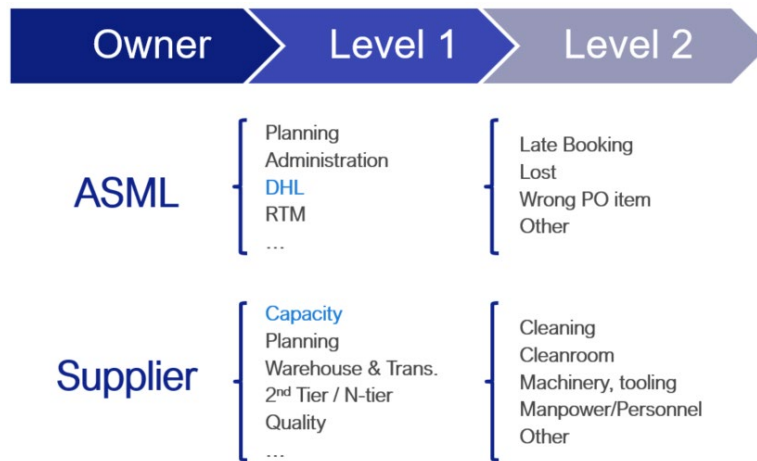 Owner
Level 1
Level 2
ASML
Planning
Administration
DHL
RTM
...
Late Booking
Lost
Wrong PO item
Other
Supplier
Capacity
Planning
Warehouse & Trans.
2nd Tier / N-tier
Quality
...
Cleaning
Cleanroom
Machinery, tooling
Manpower/Personnel
Other